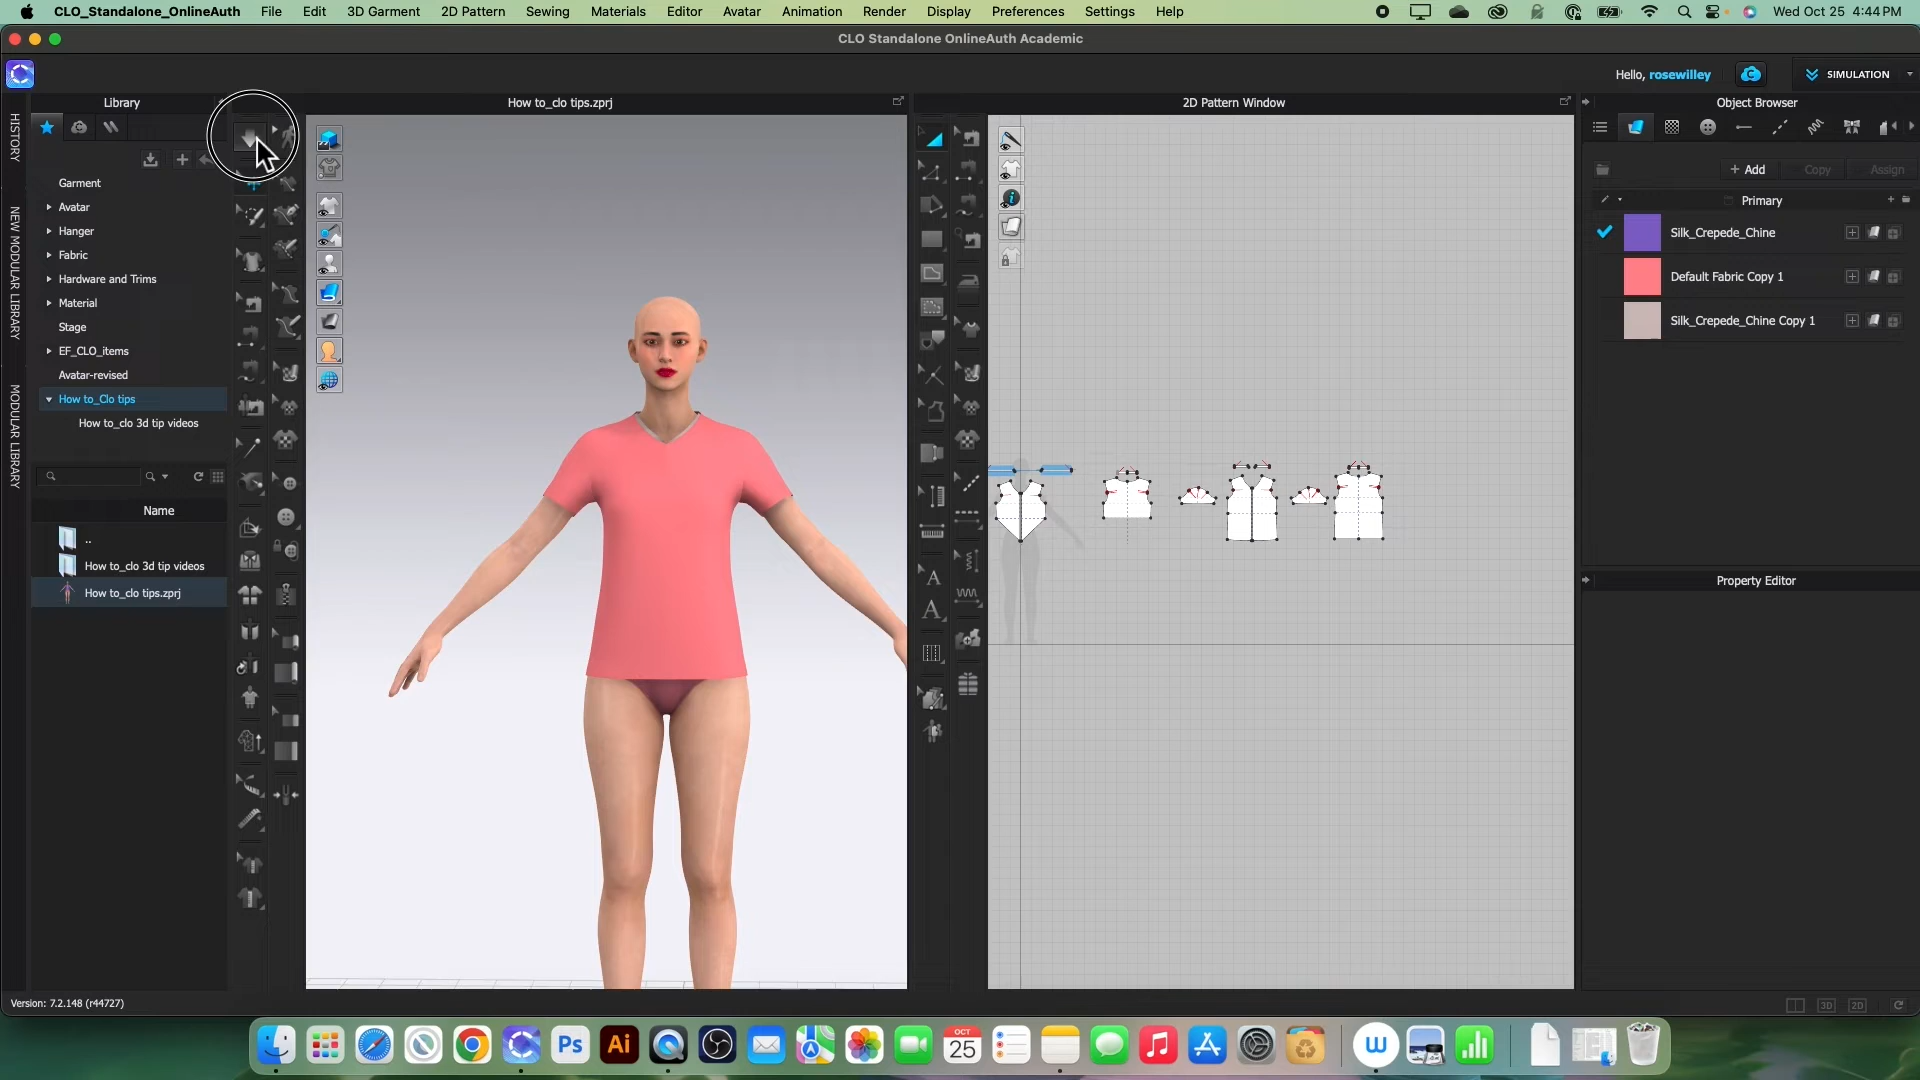 CLO_Standalone_OnlineAuth File Edit 3D Garment 2D Pattern Sewing Materials Editor Avatar Animation Render Display Preferences Settings Help Wed Oct 25 4:44 PM
CLO Standalone OnlineAuth Academic
Hello, rosewilley SIMULATION
Library
How to_clo tips.zprj
2D Pattern Window
Object Browser
HISTORY
NEW MODULAR LIBRARY
MODULAR LIBRARY
Garment
Avatar
Hanger
Fabric
Hardware and Trims
Material
Stage
EF_CLO_items
Avatar-revised
How to_Clo tips
How to_clo 3d tip videos
Name
..
How to_clo 3d tip videos
How to_clo tips.zprj
+ Add Copy Assign
Primary
Silk_Crepede_Chine
Default Fabric Copy 1
Silk_Crepede_Chine Copy 1
Property Editor
Version: 7.2.148 (r44727)
3D 2D
Ps
Ai
OCT
25
W